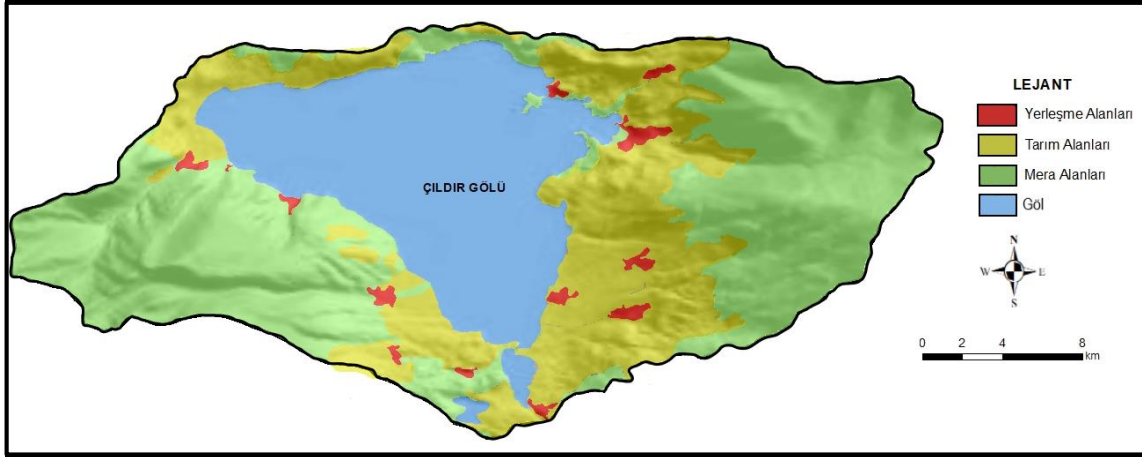 ÇILDIR GÖLÜ
LEJANT
Yerleşme Alanları
Tarım Alanları
Mera Alanları
Göl
N
W E
S
0 2 4 8
km